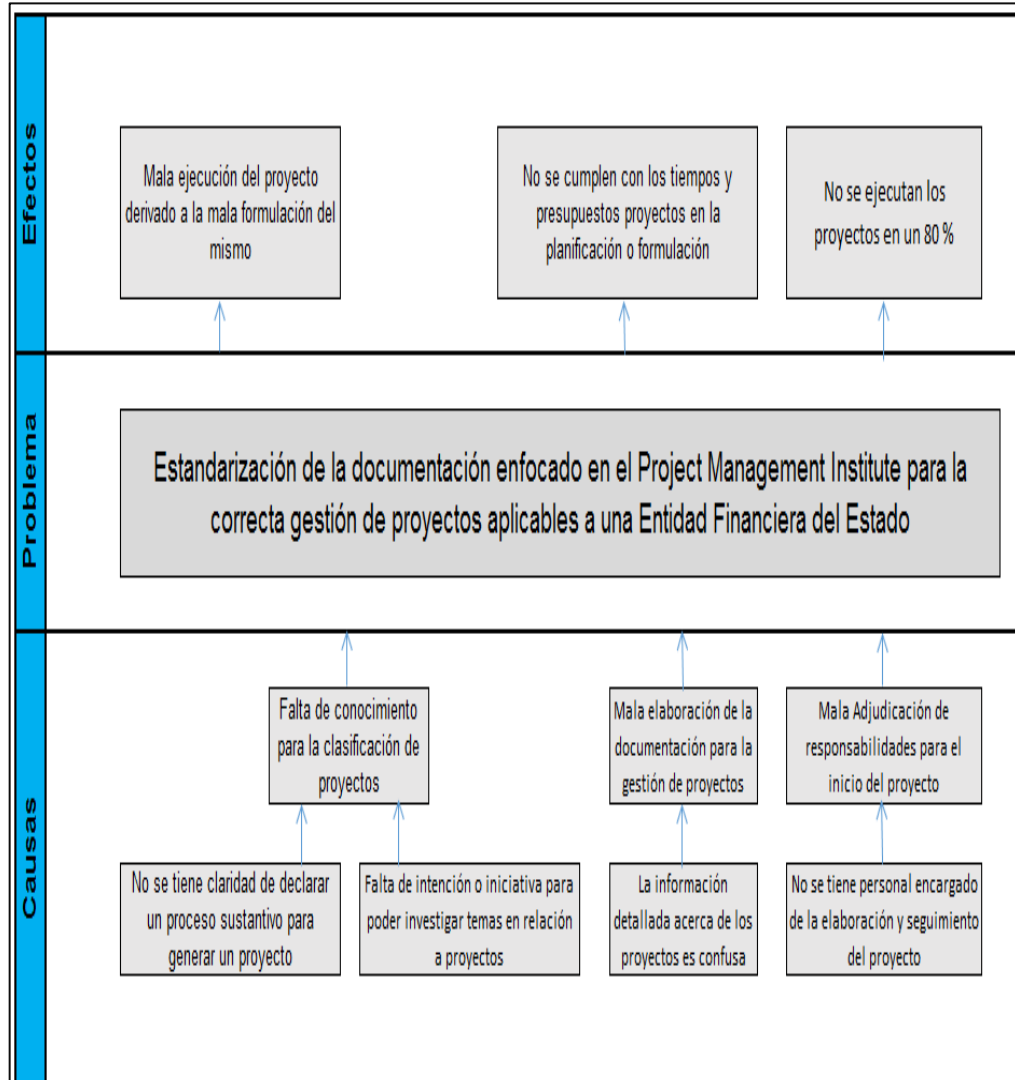 Efectos
Mala ejecución del proyecto
derivado a la mala formulación del
mismo
No se cumplen con los tiempos y
presupuestos proyectos en la
planificación o formulación
No se ejecutan los
proyectos en un 80 %
Problema
Estandarización de la documentación enfocado en el Project Management Institute para la
correcta gestión de proyectos aplicables a una Entidad Financiera del Estado
Causas
Falta de conocimiento
para la clasificación de
proyectos
Mala elaboración de la
documentación para la
gestión de proyectos
Mala Adjudicación de
responsabilidades para el
inicio del proyecto
No se tiene claridad de declarar
un proceso sustantivo para
generar un proyecto
Falta de intención o iniciativa para
poder investigar temas en relación
a proyectos
La información
detallada acerca de los
proyectos es confusa
No se tiene personal encargado
de la elaboración y seguimiento
del proyecto